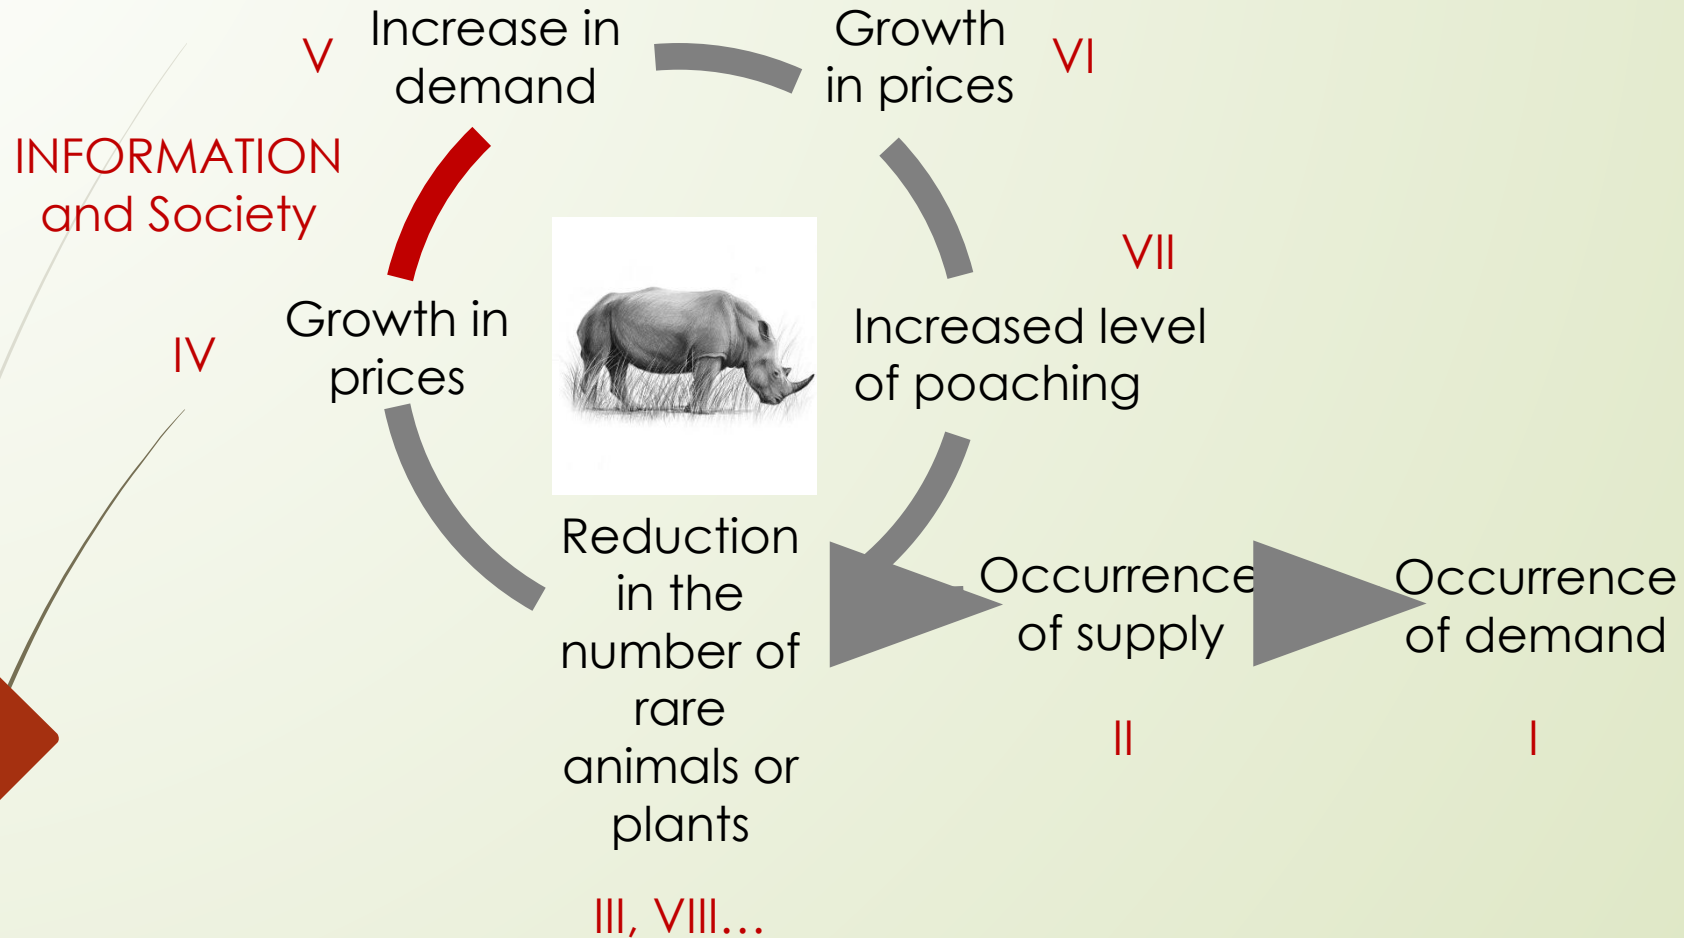 V
Increase in
demand
Growth
in prices
VI
INFORMATION
and Society
VII
IV
Growth in
prices
Increased level
of poaching
Reduction
in the
number of
rare
animals or
plants
III, VIII...
Occurrence
of supply
II
Occurrence
of demand
I